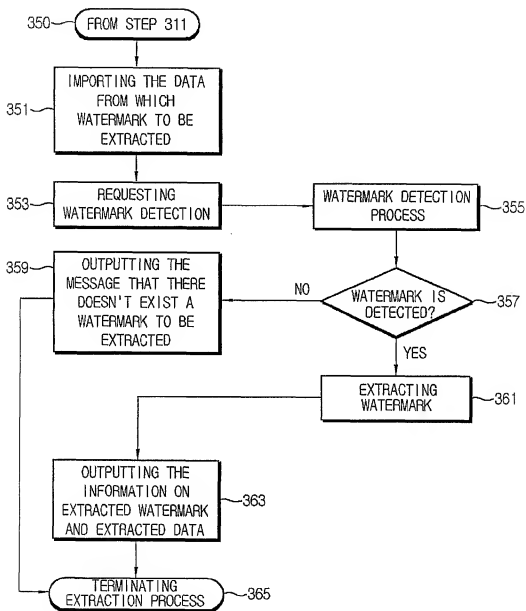 350
FROM STEP 311
351
IMPORTING THE DATA
FROM WHICH
WATERMARK TO BE
EXTRACTED
353
REQUESTING
WATERMARK DETECTION
WATERMARK DETECTION
PROCESS
355
359
OUTPUTTING THE
MESSAGE THAT THERE
DOESN'T EXIST A
WATERMARK TO BE
EXTRACTED
NO
WATERMARK IS
DETECTED?
357
YES
EXTRACTING
WATERMARK
361
OUTPUTTING THE
INFORMATION ON
EXTRACTED WATERMARK
AND EXTRACTED DATA
363
TERMINATING
EXTRACTION PROCESS
365